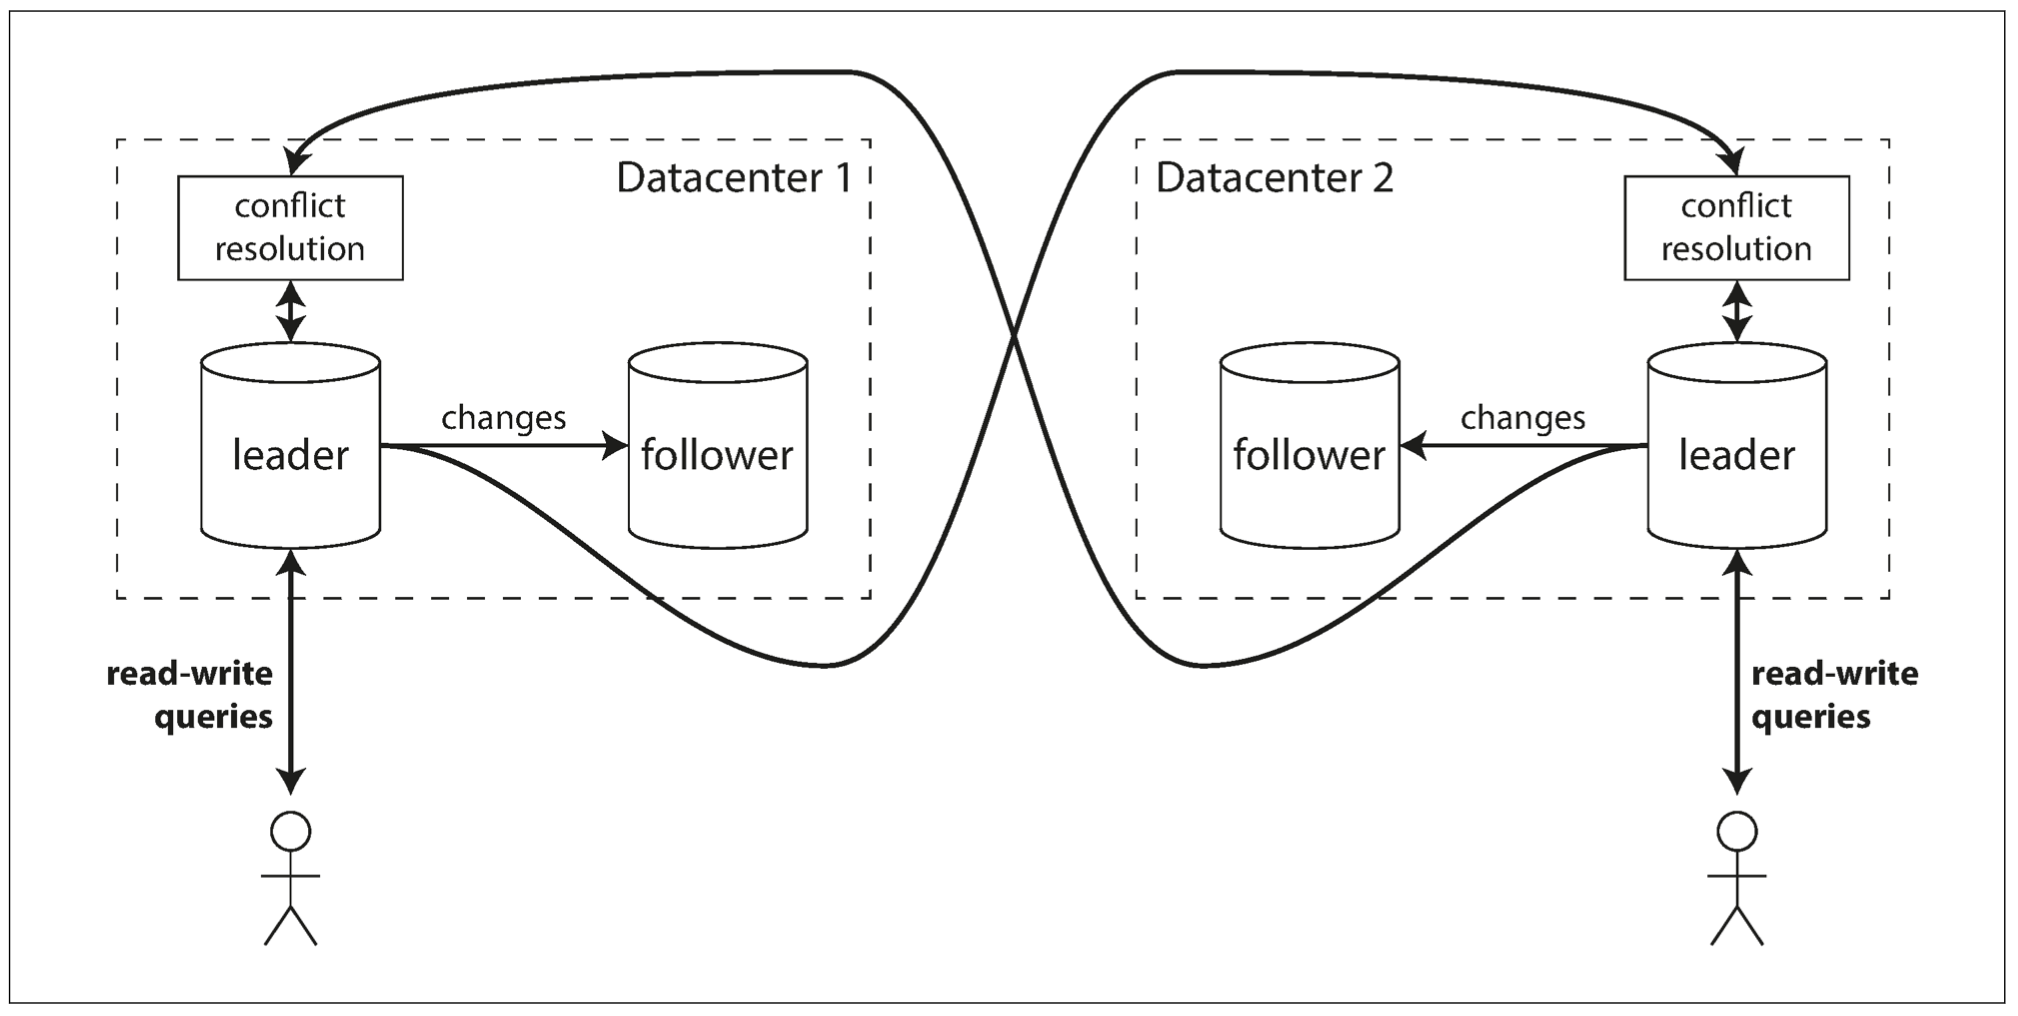 Datacenter 1
conflict
resolution
changes
leader
follower
read-write
queries
Datacenter 2
conflict
resolution
changes
follower
leader
read-write
queries